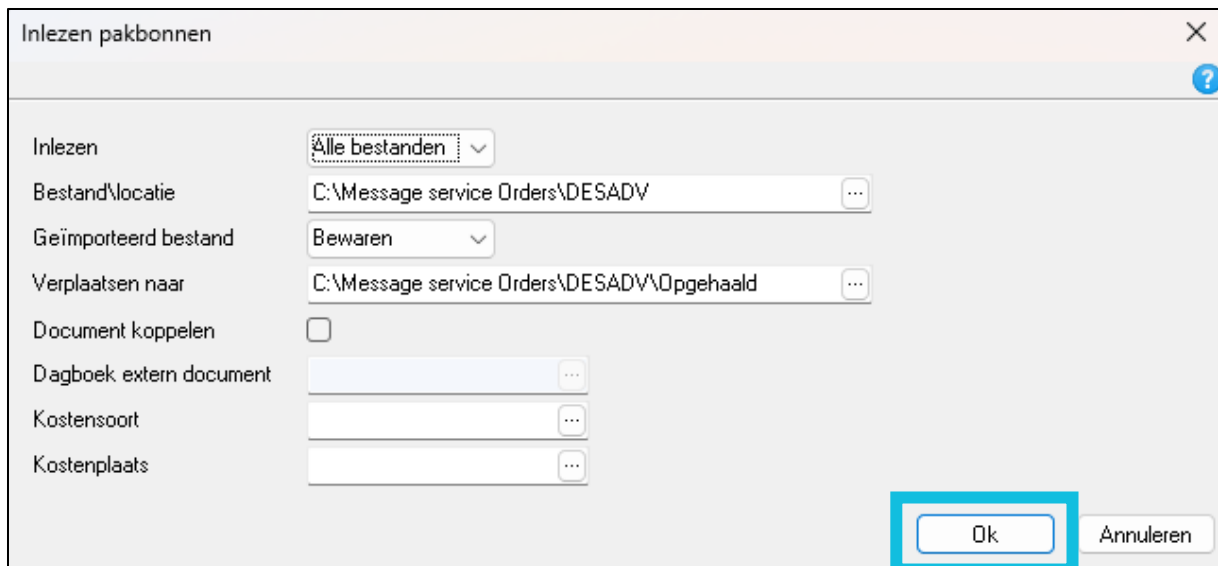 Inlezen pakbonnen
?
Inlezen Alle bestanden
Bestand\locatie C:\Message service Orders\DESADV ...
Geïmporteerd bestand Bewaren
Verplaatsen naar C:\Message service Orders\DESADV\Opgehaald ...
Document koppelen
Dagboek extern document ...
Kostensoort ...
Kostenplaats ...
Ok Annuleren